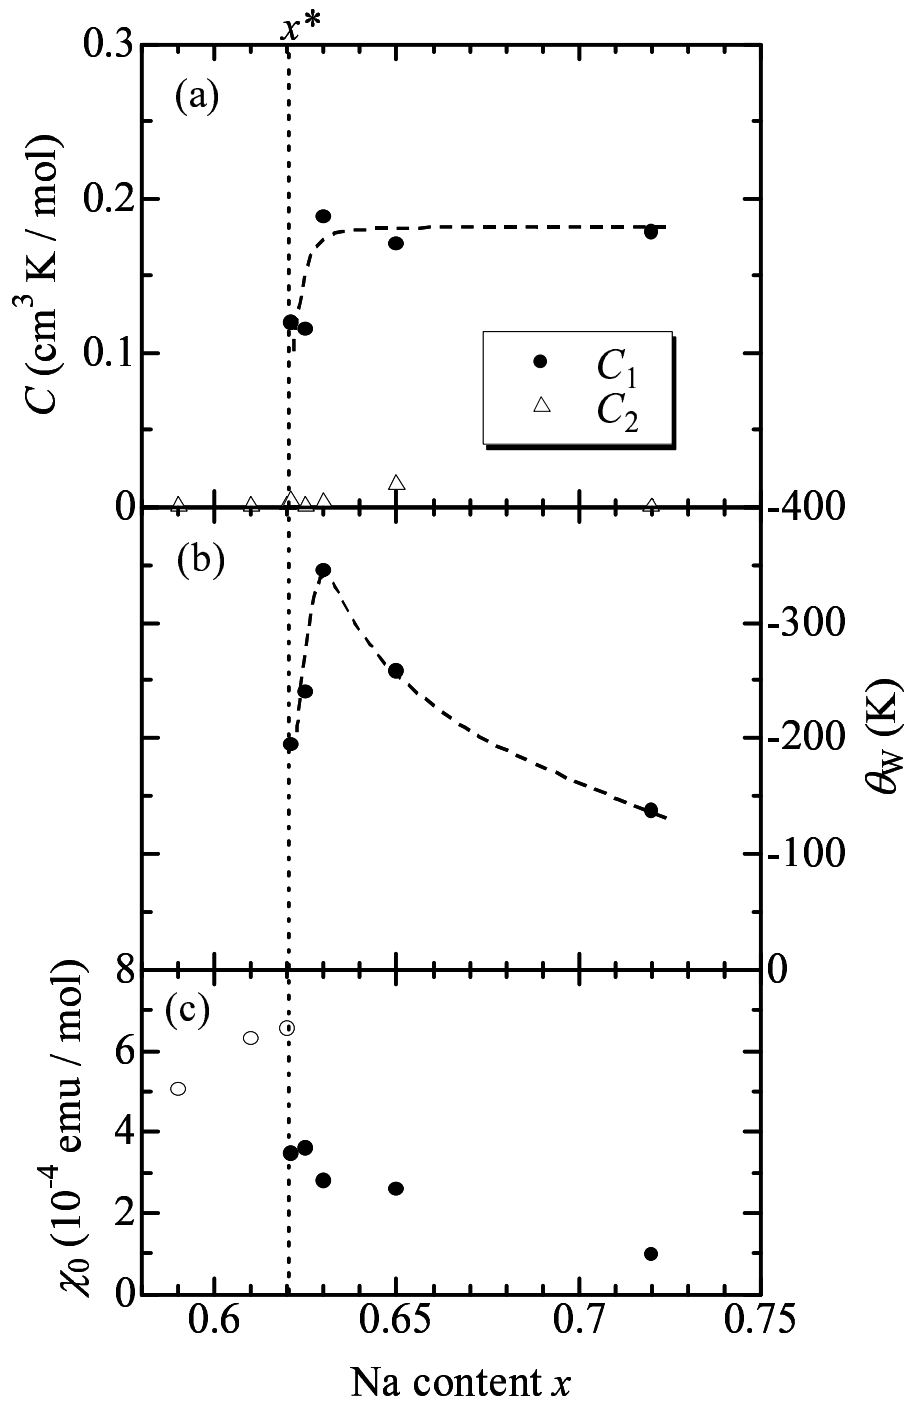 x*
0.3
(a)
0.2
C (cm³ K / mol)
0.1
C₁
C₂
0
-400
(b)
-300
-200
θ_W (K)
-100
0
8
(c)
6
χ₀ (10⁻⁴ emu / mol)
4
2
0
0.6 0.65 0.7 0.75
Na content x